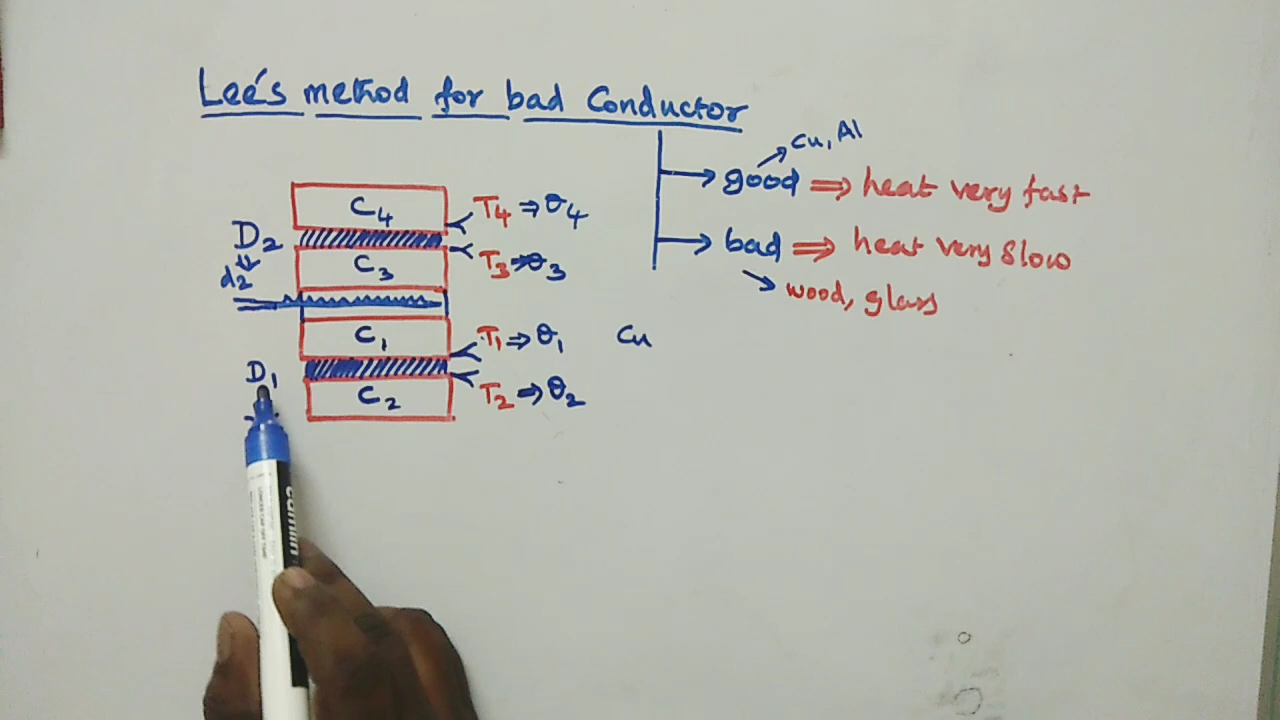 Lee's method for bad Conductor
Cu, Al
good ⇒ heat very fast
bad ⇒ heat very slow
wood, glass
C4 T4 ⇒ θ4
D2
C3 T3 ⇒ θ3
d2
C1 T1 ⇒ θ1 Cu
D1
C2 T2 ⇒ θ2
camlin